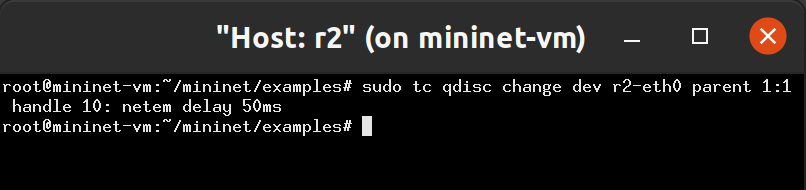 "Host: r2" (on mininet-vm)
root@mininet-vm:~/mininet/examples# sudo tc qdisc change dev r2-eth0 parent 1:1
 handle 10: netem delay 50ms
root@mininet-vm:~/mininet/examples#